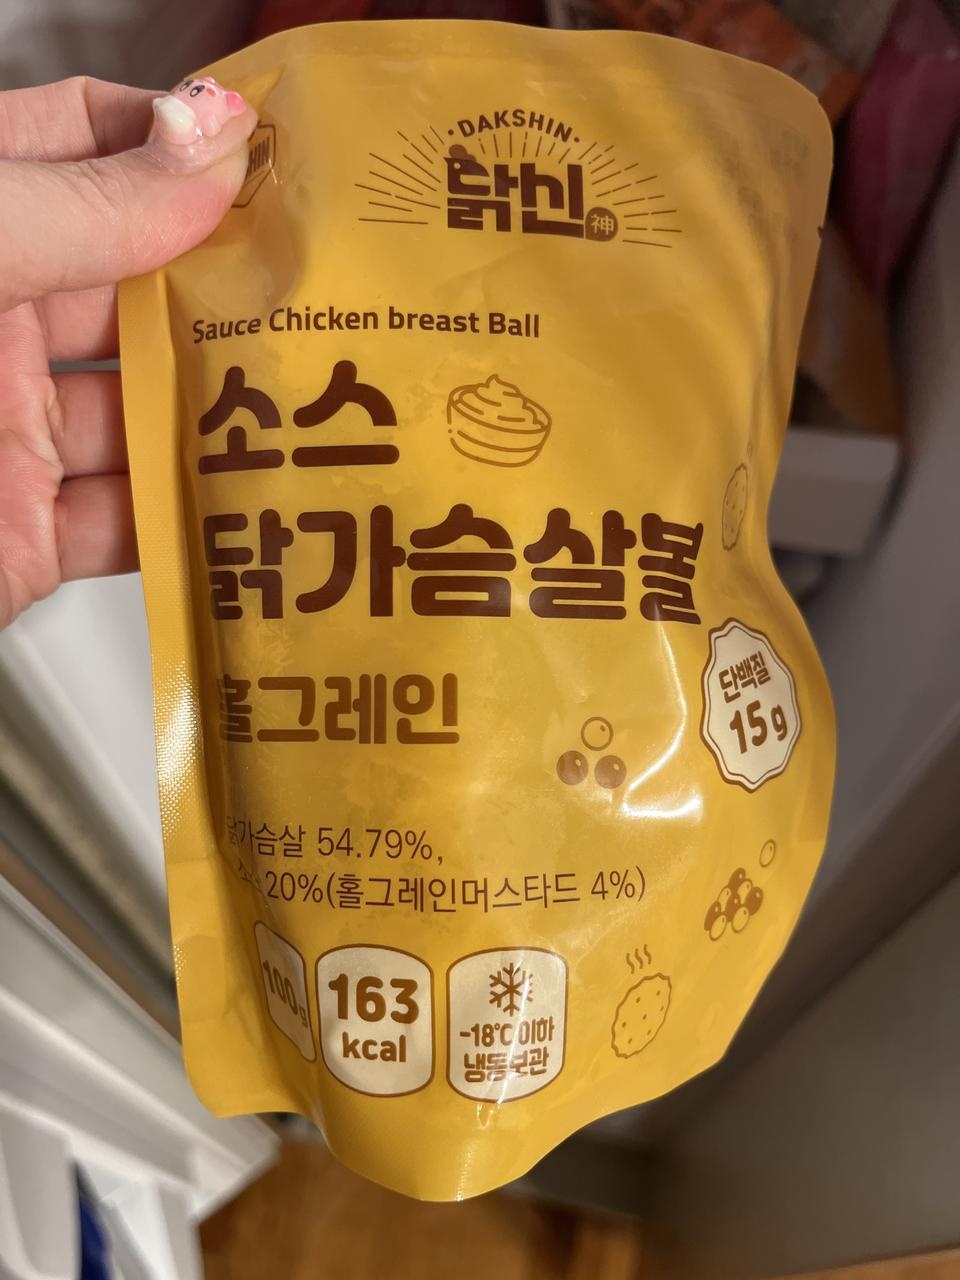 ·DAKSHIN·
닭신
神
Sauce Chicken breast Ball
소스
닭가슴살볼
홀그레인
단백질
15g
닭가슴살 54.79%,
소스 20%(홀그레인머스타드 4%)
100g
163
kcal
-18℃이하
냉동보관